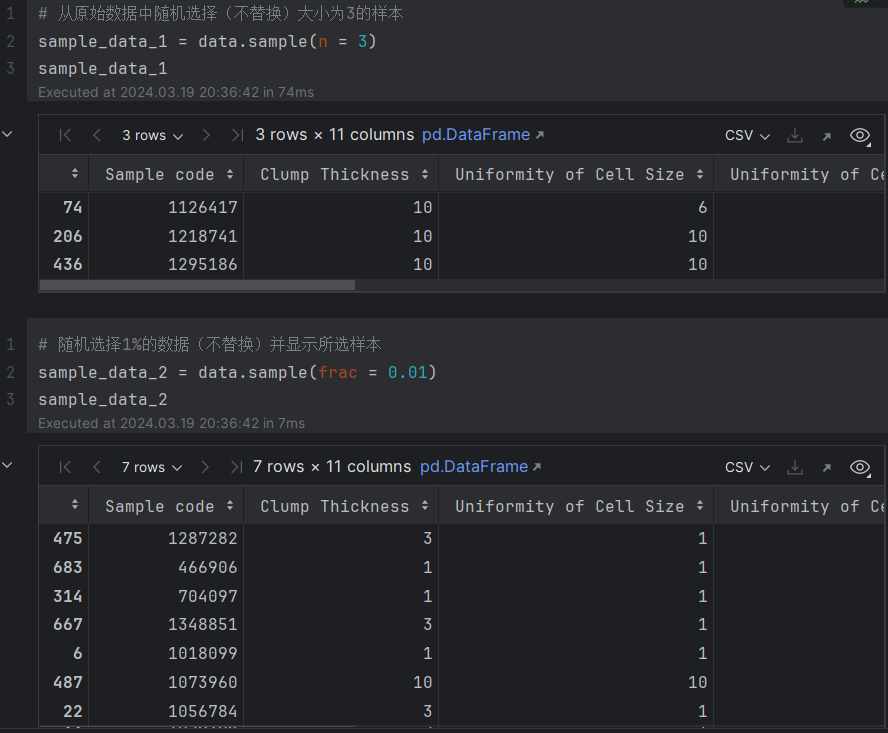 1 # 从原始数据中随机选择（不替换）大小为3的样本
2 sample_data_1 = data.sample(n = 3)
3 sample_data_1
Executed at 2024.03.19 20:36:42 in 74ms
3 rows 3 rows × 11 columns pd.DataFrame CSV
Sample code Clump Thickness Uniformity of Cell Size Uniformity of Ce
74 1126417 10 6
206 1218741 10 10
436 1295186 10 10
1 # 随机选择1%的数据（不替换）并显示所选样本
2 sample_data_2 = data.sample(frac = 0.01)
3 sample_data_2
Executed at 2024.03.19 20:36:42 in 7ms
7 rows 7 rows × 11 columns pd.DataFrame CSV
Sample code Clump Thickness Uniformity of Cell Size Uniformity of Ce
475 1287282 3 1
683 466906 1 1
314 704097 1 1
667 1348851 3 1
6 1018099 1 1
487 1073960 10 10
22 1056784 3 1